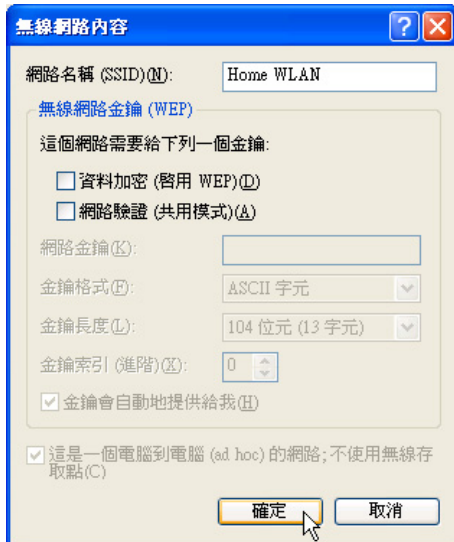 無線網路內容
網路名稱 (SSID)(N):
Home WLAN
無線網路金鑰 (WEP)
這個網路需要給下列一個金鑰:
資料加密 (啓用 WEP)(D)
網路驗證 (共用模式)(A)
網路金鑰(K):
金鑰格式(F):
ASCII 字元
金鑰長度(L):
104 位元 (13 字元)
金鑰索引 (進階)(X):
0
金鑰會自動地提供給我(H)
這是一個電腦到電腦 (ad hoc) 的網路; 不使用無線存
取點(C)
確定
取消